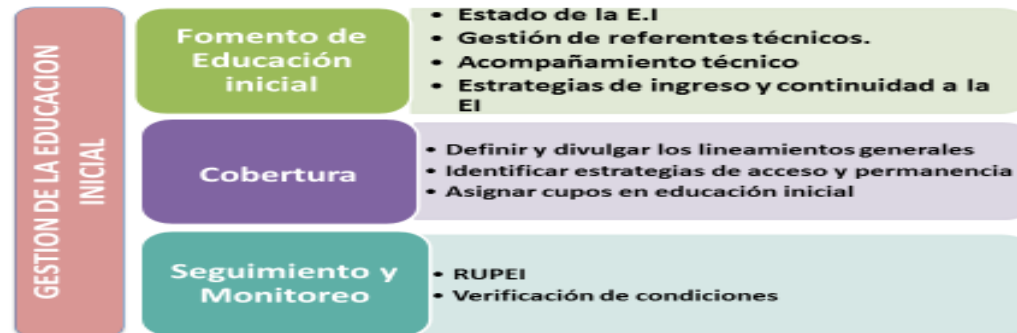 GESTION DE LA EDUCACION
INICIAL
Fomento de
Educación
inicial
• Estado de la E.I
• Gestión de referentes técnicos.
• Acompañamiento técnico
• Estrategias de ingreso y continuidad a la
EI
Cobertura
• Definir y divulgar los lineamientos generales
• Identificar estrategias de acceso y permanencia
• Asignar cupos en educación inicial
Seguimiento y
Monitoreo
• RUPEI
• Verificación de condiciones